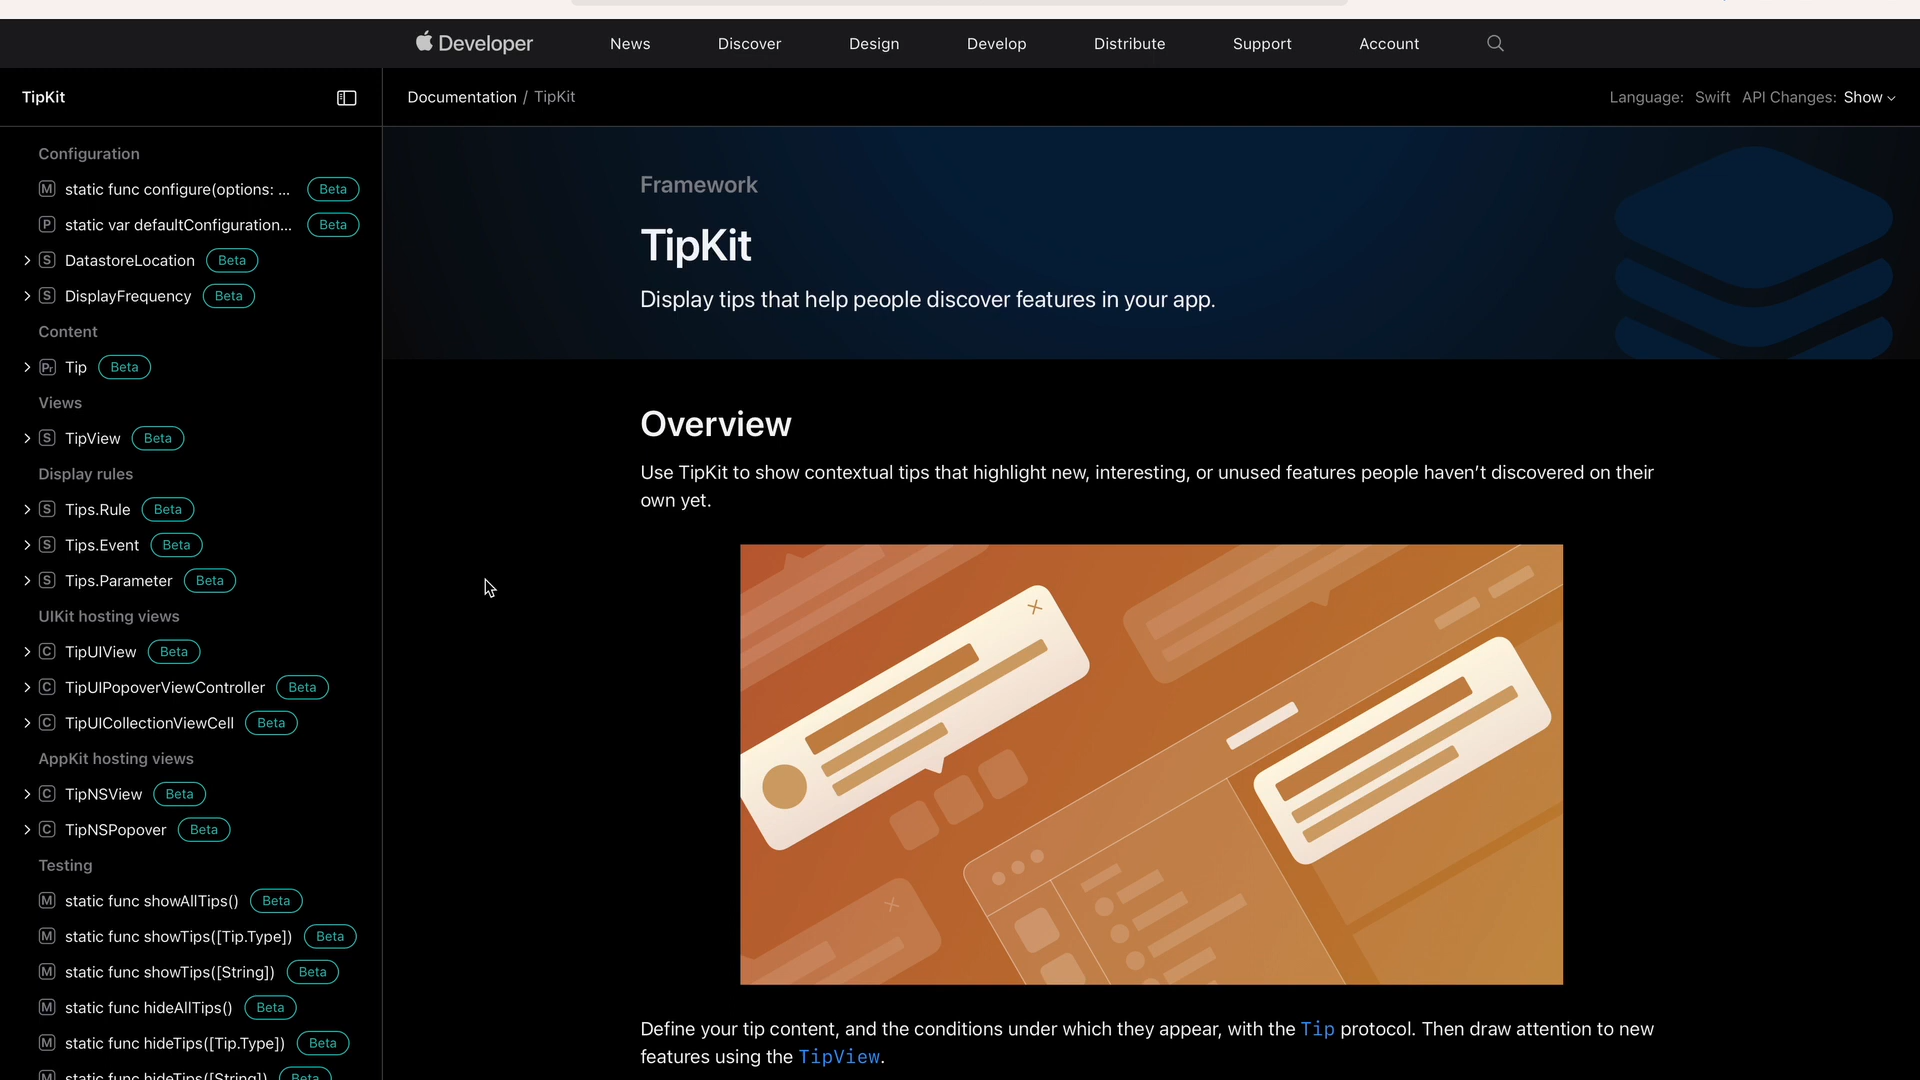 Developer
News
Discover
Design
Develop
Distribute
Support
Account
TipKit
Documentation / TipKit
Language: Swift API Changes: Show
Configuration
M static func configure(options: ... Beta
P static var defaultConfiguration... Beta
S DatastoreLocation Beta
S DisplayFrequency Beta
Content
Pr Tip Beta
Views
S TipView Beta
Display rules
S Tips.Rule Beta
S Tips.Event Beta
S Tips.Parameter Beta
UIKit hosting views
C TipUIView Beta
C TipUIPopoverViewController Beta
C TipUICollectionViewCell Beta
AppKit hosting views
C TipNSView Beta
C TipNSPopover Beta
Testing
M static func showAllTips() Beta
M static func showTips([Tip.Type]) Beta
M static func showTips([String]) Beta
M static func hideAllTips() Beta
M static func hideTips([Tip.Type]) Beta
M static func hideTips([String]) Beta
Framework
TipKit
Display tips that help people discover features in your app.
Overview
Use TipKit to show contextual tips that highlight new, interesting, or unused features people haven’t discovered on their
own yet.
Define your tip content, and the conditions under which they appear, with the Tip protocol. Then draw attention to new
features using the TipView.